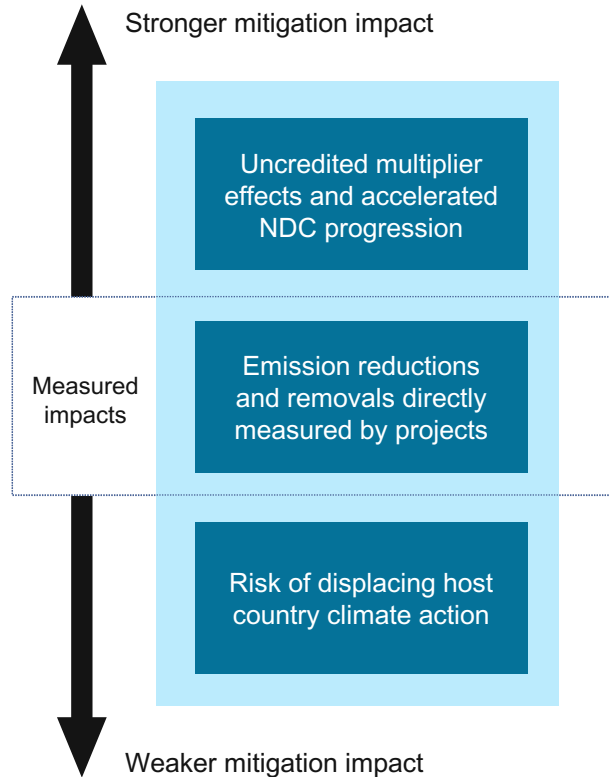 Stronger mitigation impact
Uncredited multiplier
effects and accelerated
NDC progression
Measured
impacts
Emission reductions
and removals directly
measured by projects
Risk of displacing host
country climate action
Weaker mitigation impact